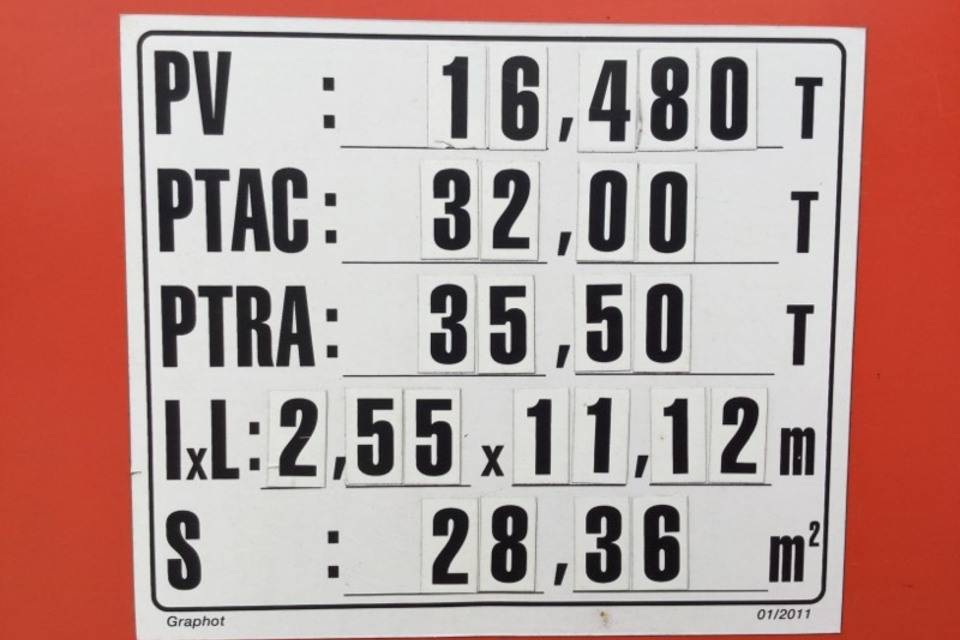 PV : 16,480 T
PTAC : 32,00 T
PTRA : 35,50 T
lxL : 2,55 x 11,12 m
S : 28,36 m²
Graphot 01/2011